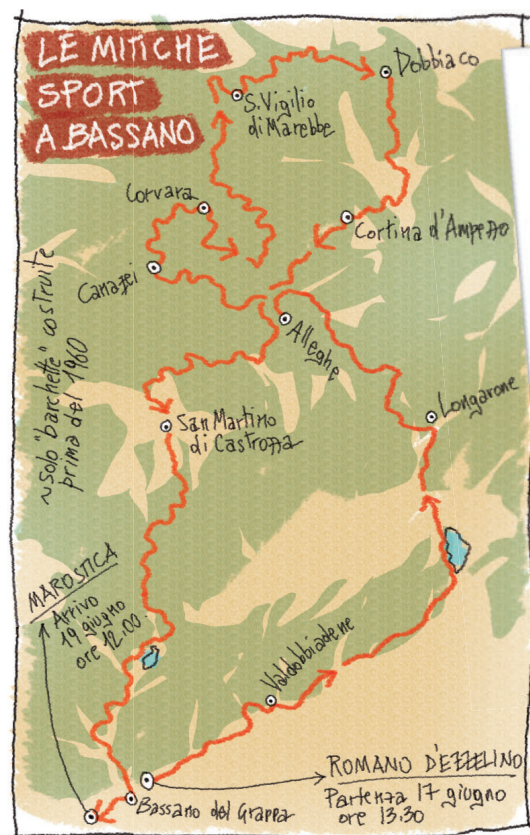 LE MITICHE
SPORT
A BASSANO
Dobbiaco
S. Vigilio
di Marebbe
Corvara
Cortina d'Ampezzo
Canazei
Alleghe
~ Solo "barchette" costruite
prima del 1960
Longarone
San Martino
di Castrozza
MAROSTICA
Arrivo
19 giugno
ore 12.00
Valdobbiadene
ROMANO D'EZZELINO
Partenza 17 giugno
ore 13.30
Bassano del Grappa